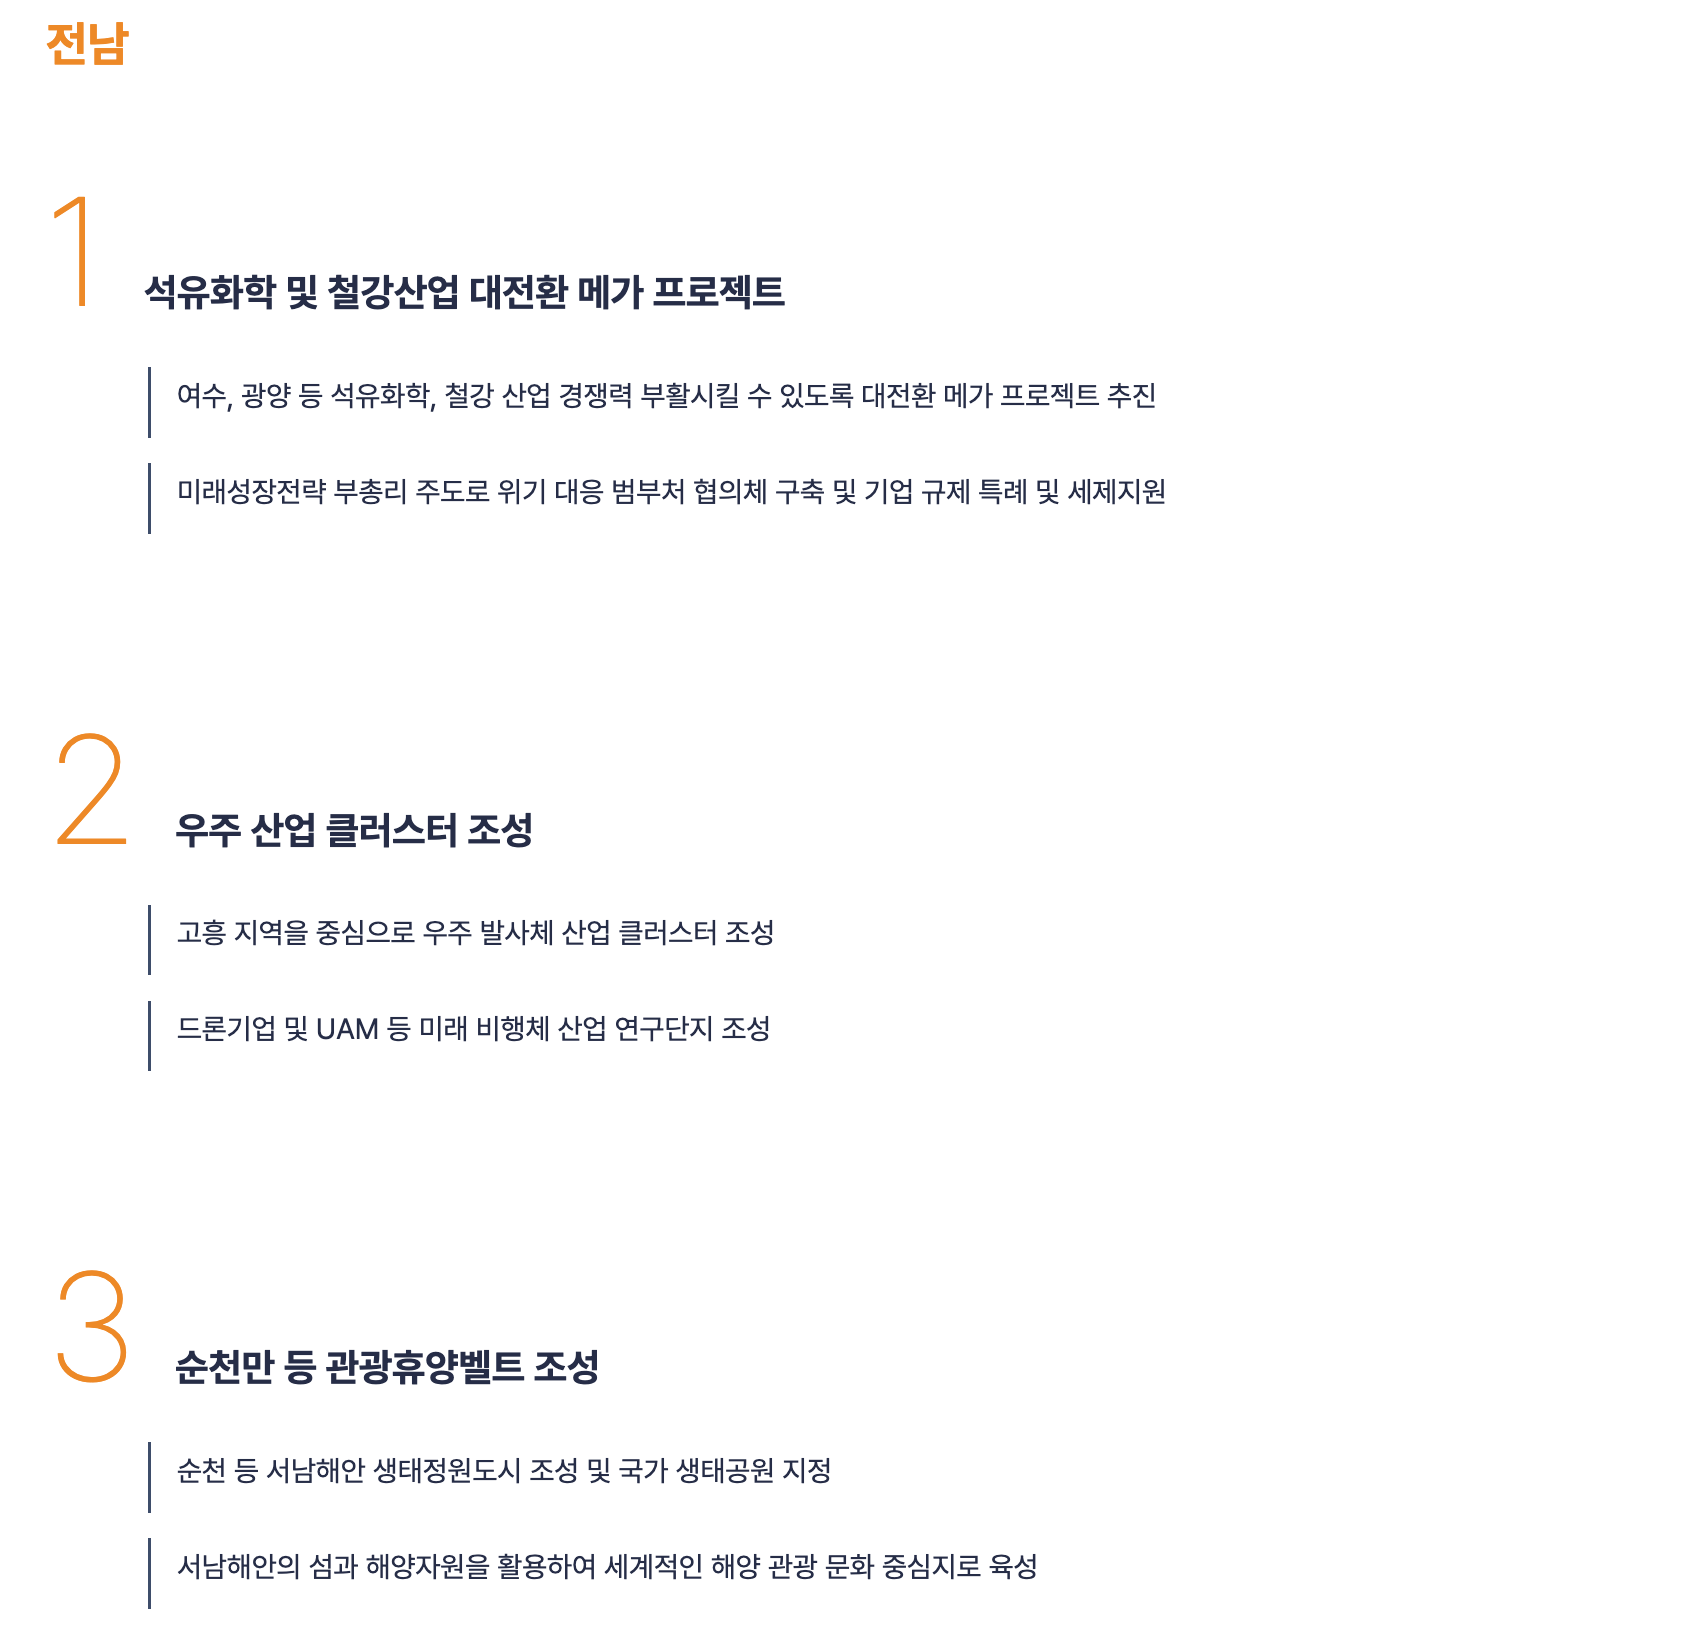 전남
1
석유화학 및 철강산업 대전환 메가 프로젝트
여수, 광양 등 석유화학, 철강 산업 경쟁력 부활시킬 수 있도록 대전환 메가 프로젝트 추진
미래성장전략 부총리 주도로 위기 대응 범부처 협의체 구축 및 기업 규제 특례 및 세제지원
2
우주 산업 클러스터 조성
고흥 지역을 중심으로 우주 발사체 산업 클러스터 조성
드론기업 및 UAM 등 미래 비행체 산업 연구단지 조성
3
순천만 등 관광휴양벨트 조성
순천 등 서남해안 생태정원도시 조성 및 국가 생태공원 지정
서남해안의 섬과 해양자원을 활용하여 세계적인 해양 관광 문화 중심지로 육성